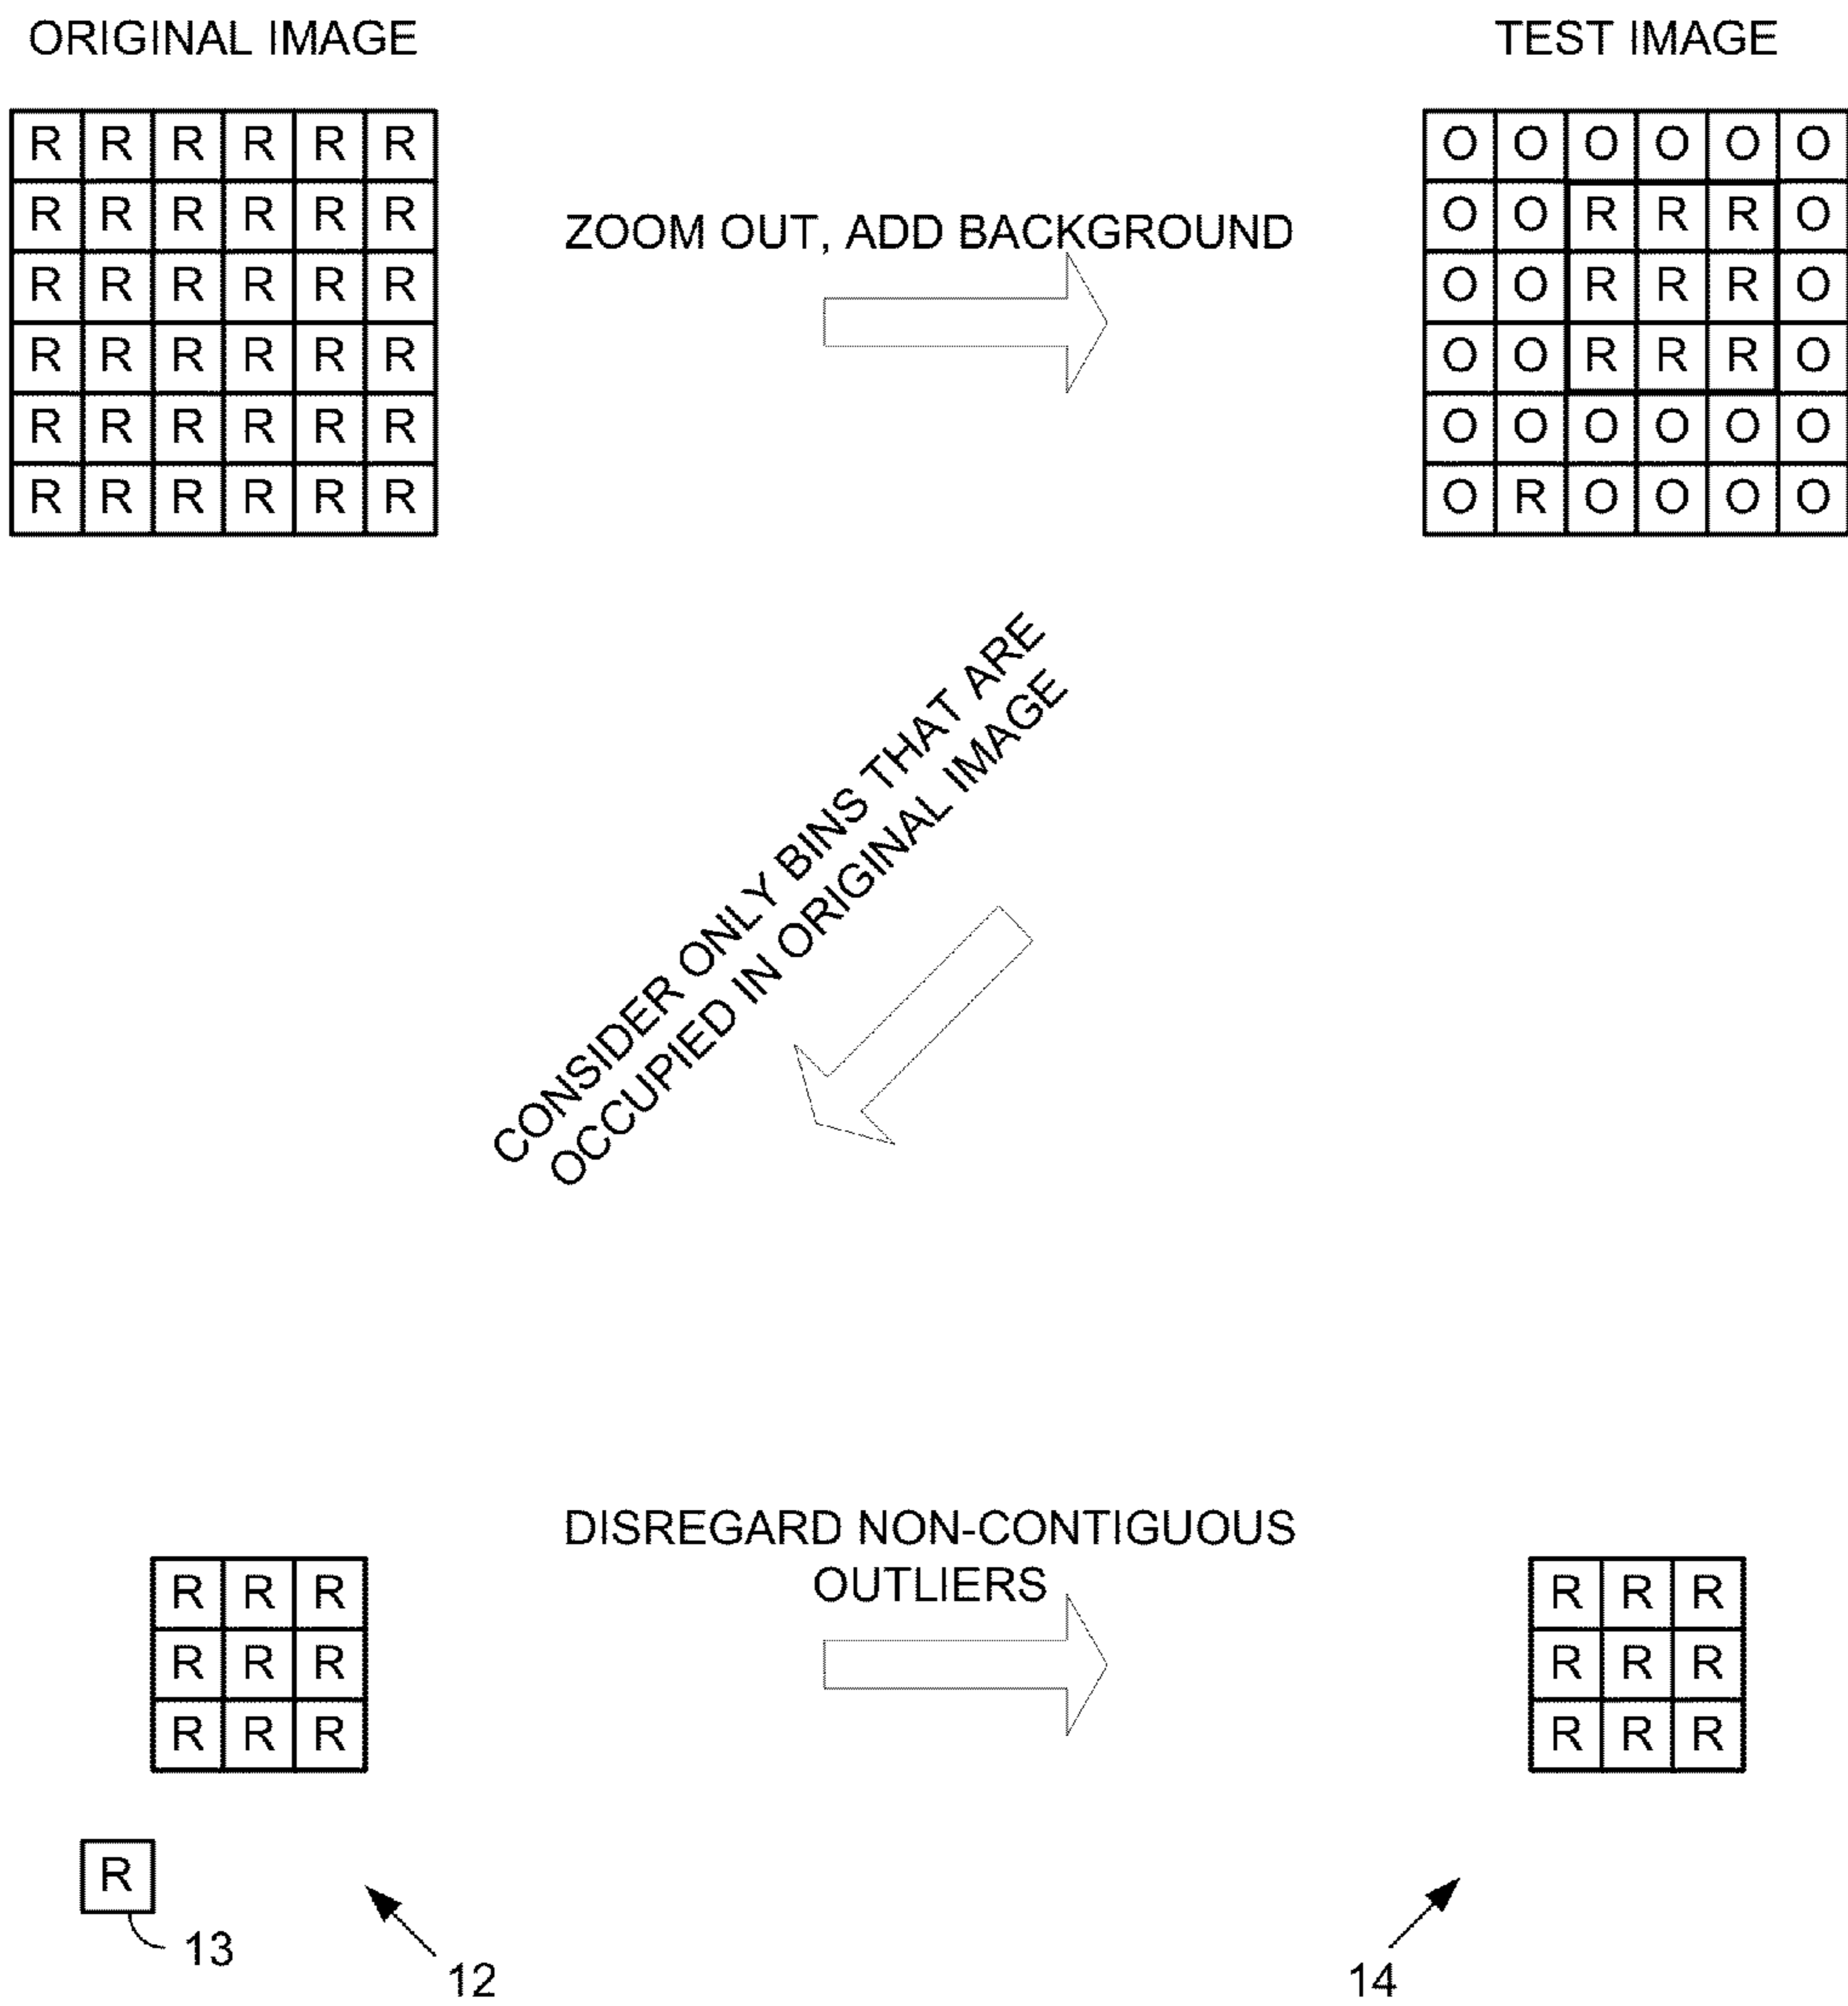 ORIGINAL IMAGE
TEST IMAGE
R R R R R R
R R R R R R
R R R R R R
R R R R R R
R R R R R R
R R R R R R
ZOOM OUT, ADD BACKGROUND
O O O O O O
O O R R R O
O O R R R O
O O R R R O
O O O O O O
O R O O O O
CONSIDER ONLY BINS THAT ARE
OCCUPIED IN ORIGINAL IMAGE
R R R
R R R
R R R
R
13
12
DISREGARD NON-CONTIGUOUS
OUTLIERS
R R R
R R R
R R R
14